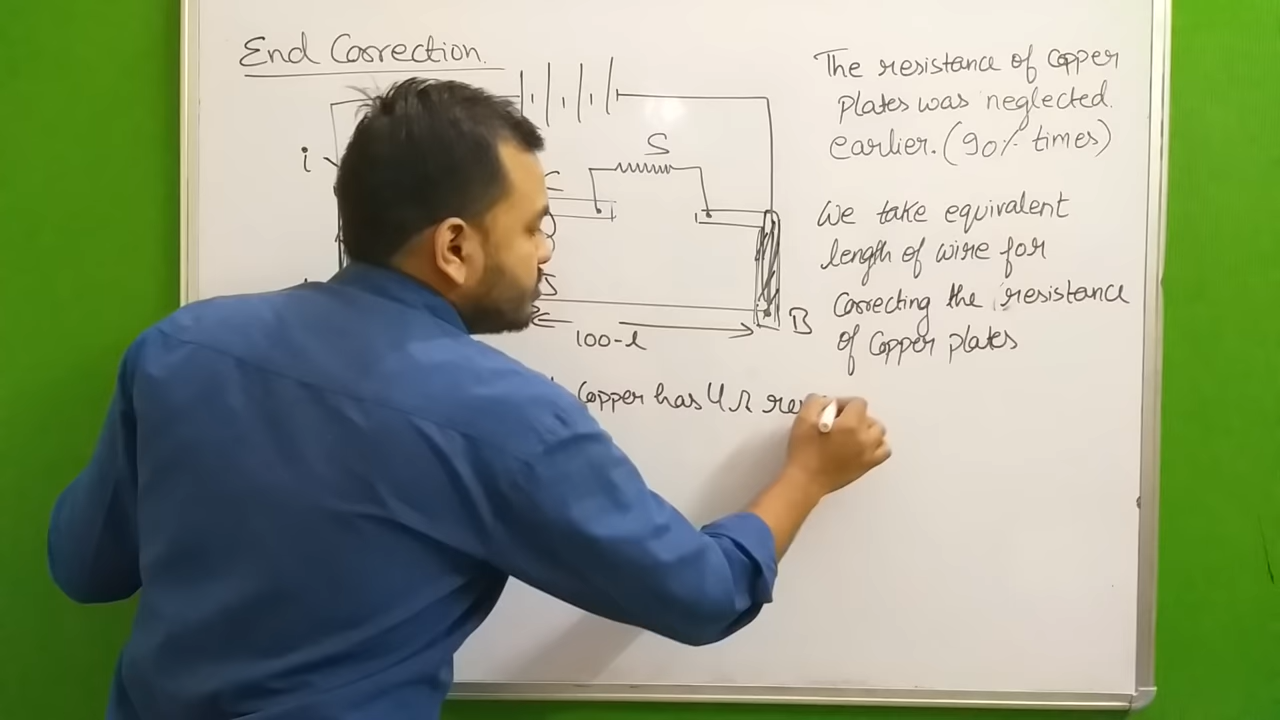 End Correction.
The resistance of copper
plates was neglected.
earlier. (90% times)
i
S
C
We take equivalent
length of wire for
correcting the resistance
of copper plates
B
100-l
copper has 4Ω